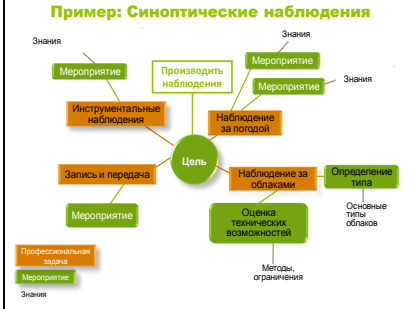 Пример: Синоптические наблюдения
Знания
Знания
Мероприятие
Производить
наблюдения
Мероприятие
Мероприятие
Знания
Инструментальные
наблюдения
Наблюдение
за погодой
Цель
Запись и передача
Наблюдение за
облаками
Определение
типа
Мероприятие
Оценка
технических
возможностей
Основные
типы
облаков
Методы,
ограничения
Профессиональная
задача
Мероприятие
Знания